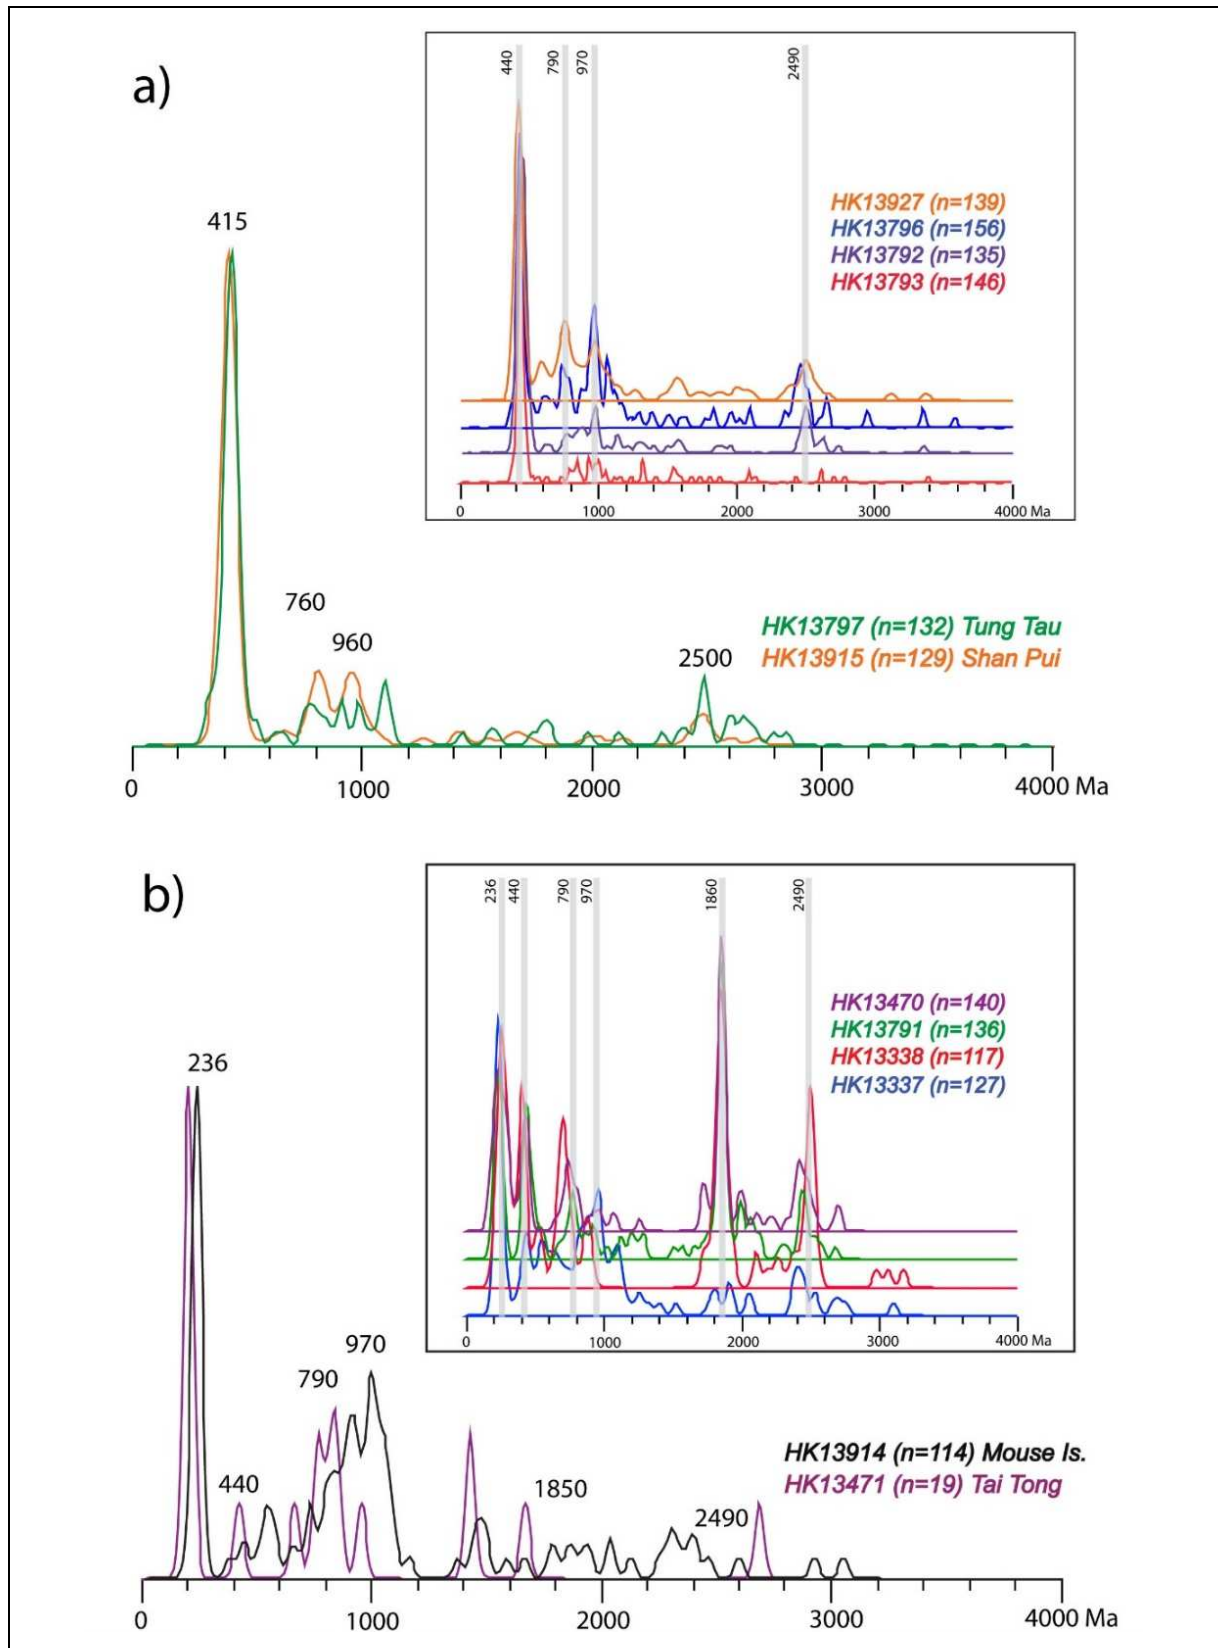 a)
440 790 970 2490
HK13927 (n=139)
HK13796 (n=156)
HK13792 (n=135)
HK13793 (n=146)
0 1000 2000 3000 4000 Ma
415
760
960
2500
HK13797 (n=132) Tung Tau
HK13915 (n=129) Shan Pui
0 1000 2000 3000 4000 Ma
b)
236 440 790 970 1860 2490
HK13470 (n=140)
HK13791 (n=136)
HK13338 (n=117)
HK13337 (n=127)
0 1000 2000 3000 4000 Ma
236
970
790
440
1850
2490
HK13914 (n=114) Mouse Is.
HK13471 (n=19) Tai Tong
0 1000 2000 3000 4000 Ma